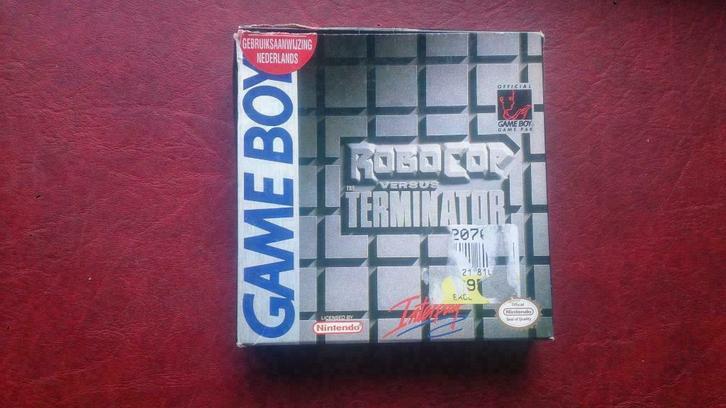 GEBRUIKSAANWIJZING
NEDERLANDS
GAME BOY
OFFICIAL
GAME BOY
GAME PAK
ROBOCOP
VERSUS
THE
TERMINATOR
LICENSED BY
Nintendo
Interplay
Official
Nintendo
Seal of Quality